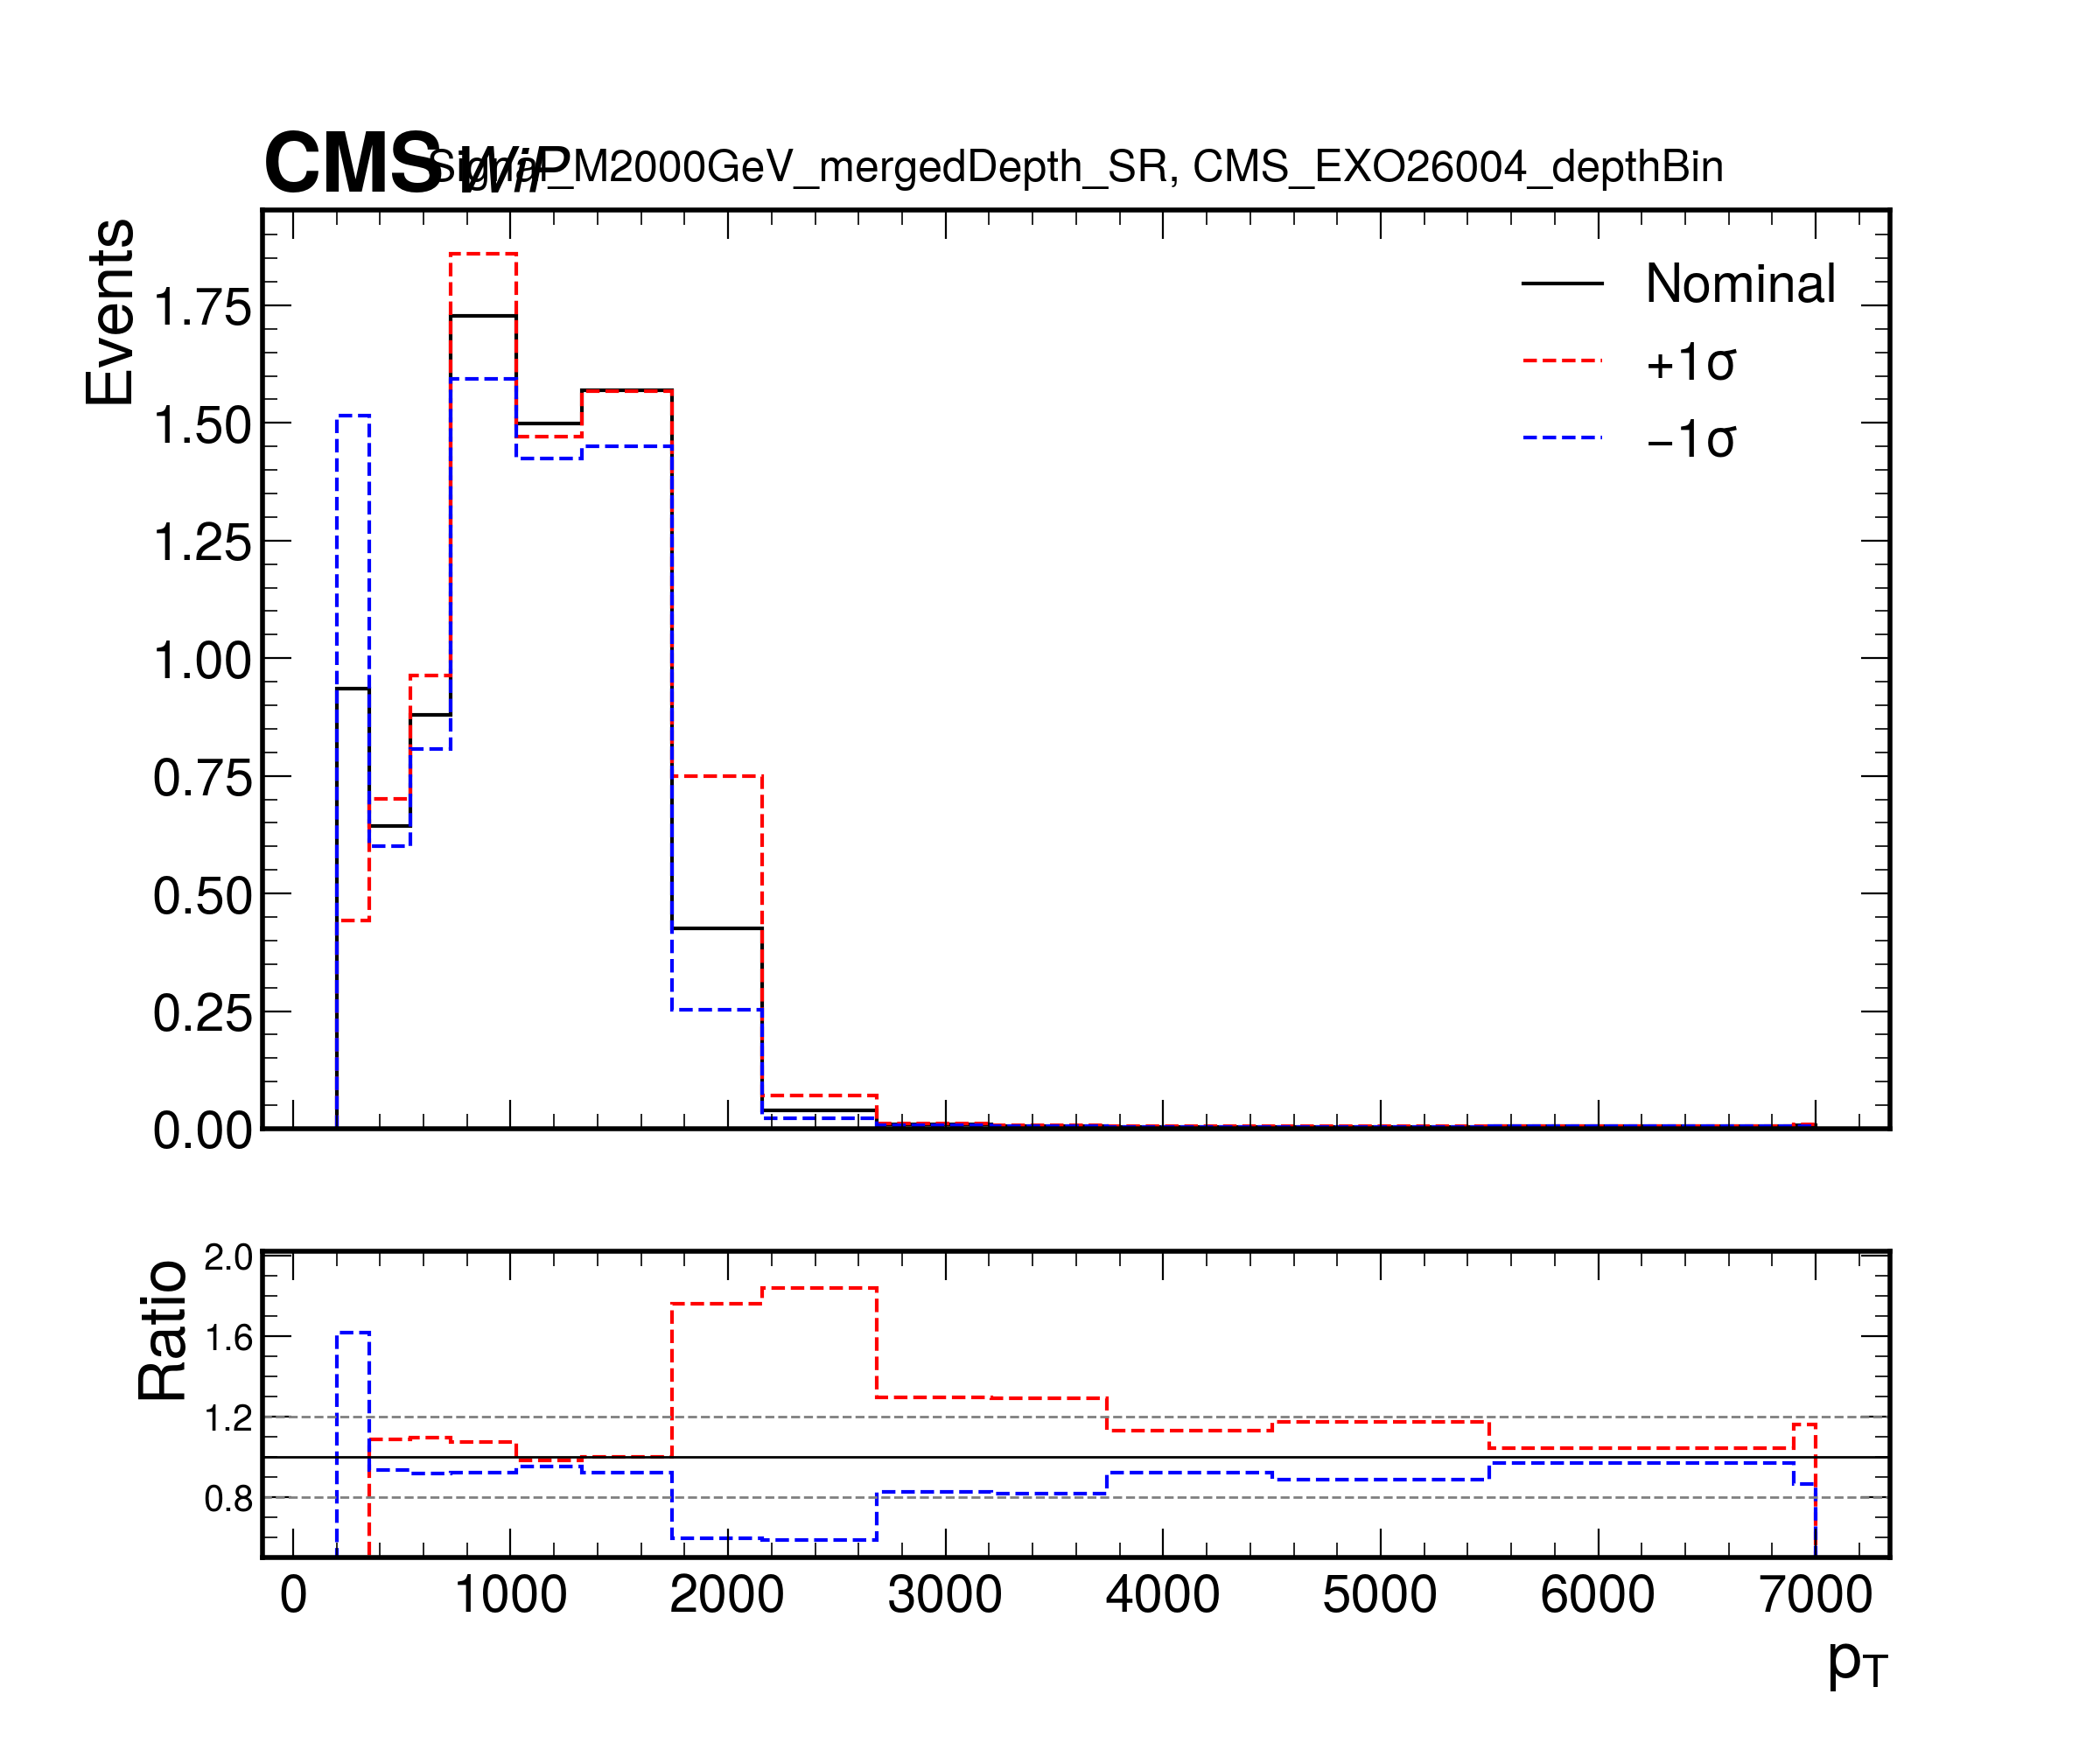 CMS WiP Signal_M2000GeV_mergedDepth_SR, CMS_EXO26004_depthBin
Events
1.75
1.50
1.25
1.00
0.75
0.50
0.25
0.00
Nominal
+1σ
−1σ
Ratio
2.0
1.6
1.2
0.8
0 1000 2000 3000 4000 5000 6000 7000
pT